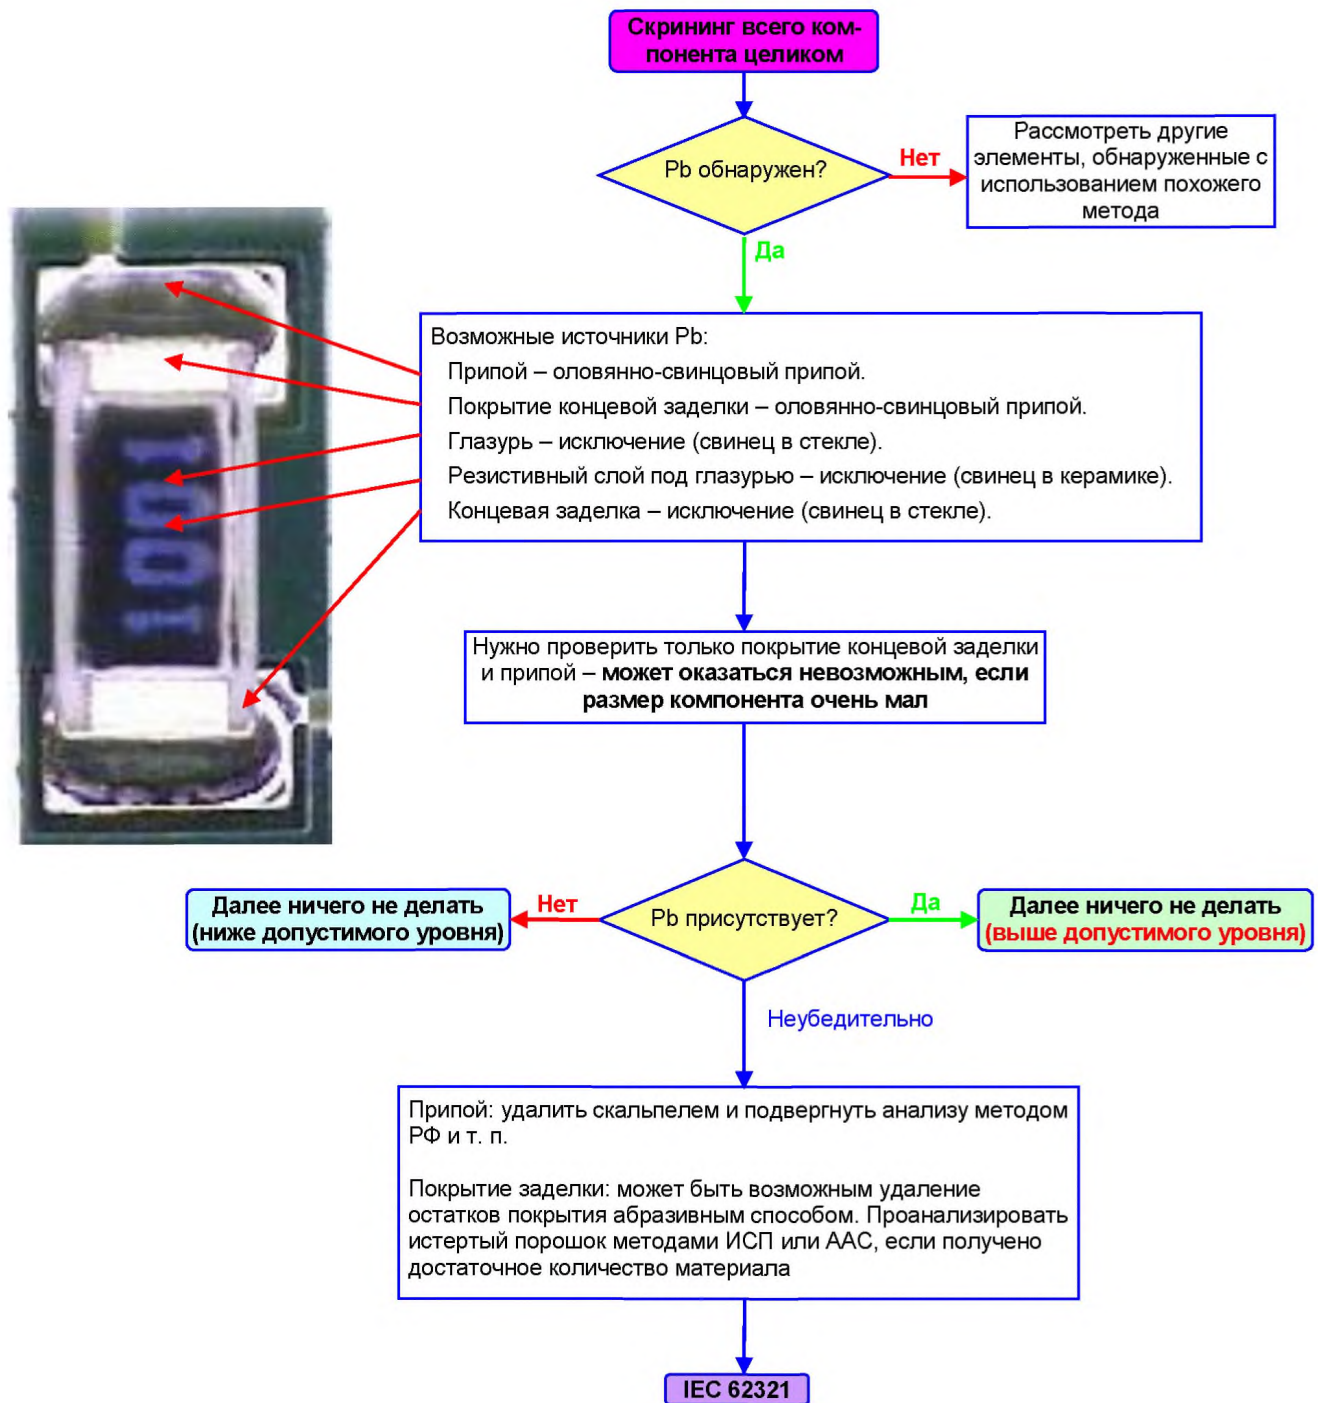 Скрининг всего ком-
понента целиком
Pb обнаружен?
Нет
Рассмотреть другие
элементы, обнаруженные с
использованием похожего
метода
Да
Возможные источники Pb:
Припой – оловянно-свинцовый припой.
Покрытие концевой заделки – оловянно-свинцовый припой.
Глазурь – исключение (свинец в стекле).
Резистивный слой под глазурью – исключение (свинец в керамике).
Концевая заделка – исключение (свинец в стекле).
1001
Нужно проверить только покрытие концевой заделки
и припой – может оказаться невозможным, если
размер компонента очень мал
Далее ничего не делать
(ниже допустимого уровня)
Нет
Pb присутствует?
Да
Далее ничего не делать
(выше допустимого уровня)
Неубедительно
Припой: удалить скальпелем и подвергнуть анализу методом
РФ и т. п.
Покрытие заделки: может быть возможным удаление
остатков покрытия абразивным способом. Проанализировать
истертый порошок методами ИСП или ААС, если получено
достаточное количество материала
IEC 62321